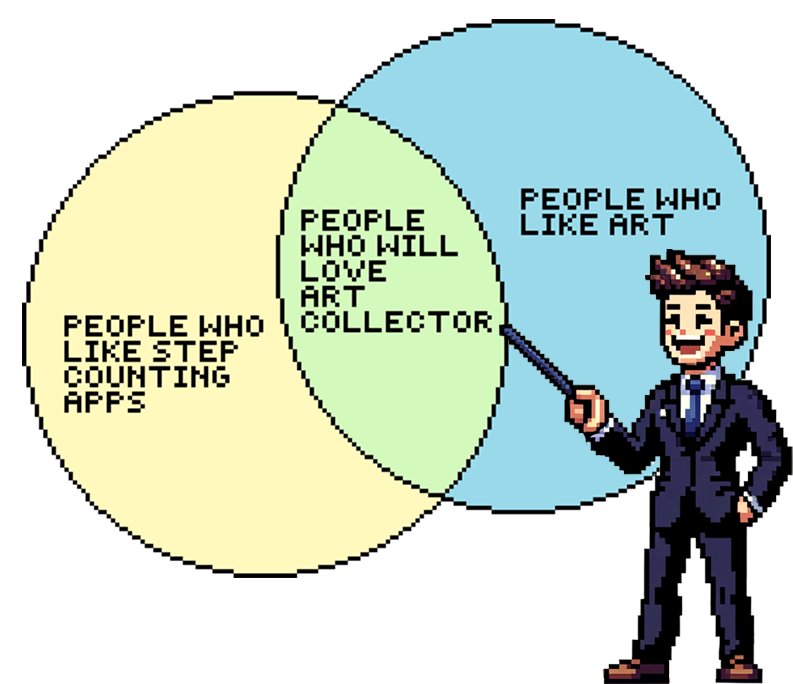 PEOPLE WHO
LIKE STEP
COUNTING
APPS
PEOPLE
WHO WILL
LOVE
ART
COLLECTOR
PEOPLE WHO
LIKE ART